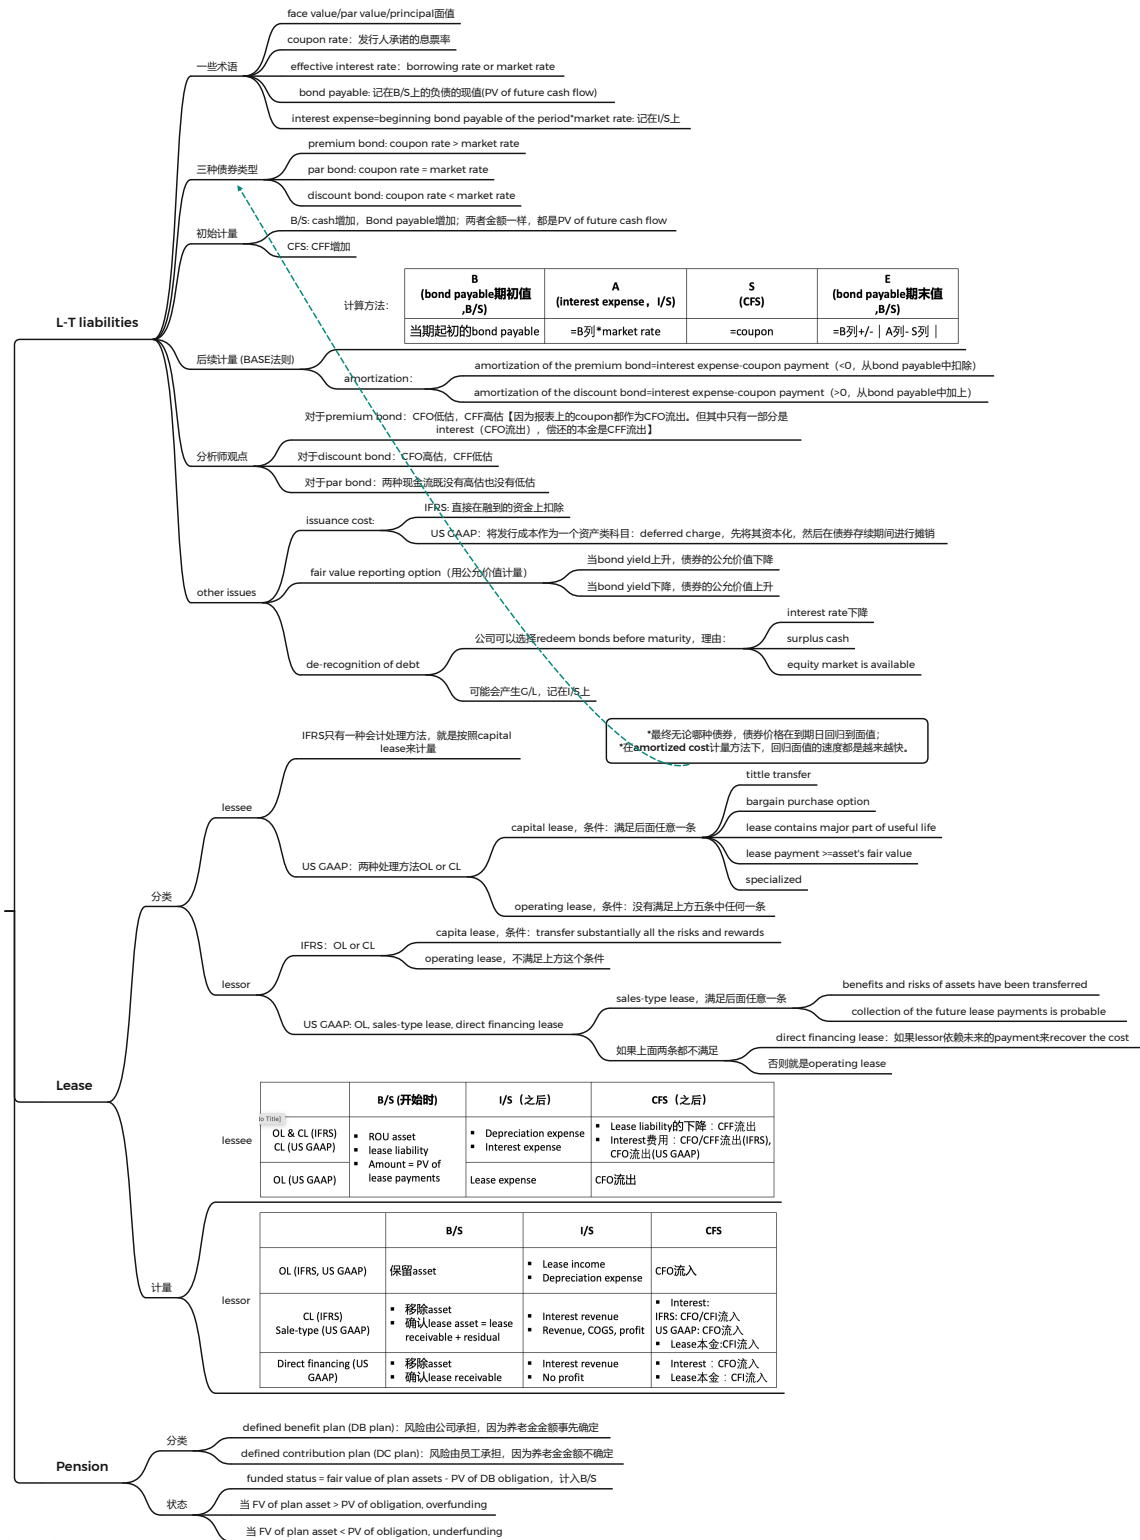 L-T liabilities
一些术语
face value/par value/principal面值
coupon rate：发行人承诺的息票率
effective interest rate：borrowing rate or market rate
bond payable: 记在B/S上的负债的现值(PV of future cash flow)
interest expense=beginning bond payable of the period*market rate: 记在I/S上
三种债券类型
premium bond: coupon rate > market rate
par bond: coupon rate = market rate
discount bond: coupon rate < market rate
初始计量
B/S: cash增加，Bond payable增加；两者金额一样，都是PV of future cash flow
CFS: CFF增加
后续计量 (BASE法则)
计算方法：
B
(bond payable期初值
,B/S)
A
(interest expense，I/S)
S
(CFS)
E
(bond payable期末值
,B/S)
当期起初的bond payable
=B列*market rate
=coupon
=B列+/-｜A列- S列｜
amortization：
amortization of the premium bond=interest expense-coupon payment（<0，从bond payable中扣除）
amortization of the discount bond=interest expense-coupon payment（>0，从bond payable中加上）
分析师观点
对于premium bond：CFO低估，CFF高估【因为报表上的coupon都作为CFO流出。但其中只有一部分是
interest（CFO流出），偿还的本金是CFF流出】
对于discount bond：CFO高估，CFF低估
对于par bond：两种现金流既没有高估也没有低估
other issues
issuance cost:
IFRS: 直接在融到的资金上扣除
US GAAP：将发行成本作为一个资产类科目：deferred charge，先将其资本化，然后在债券存续期间进行摊销
fair value reporting option（用公允价值计量）
当bond yield上升，债券的公允价值下降
当bond yield下降，债券的公允价值上升
de-recognition of debt
公司可以选择redeem bonds before maturity，理由：
interest rate下降
surplus cash
equity market is available
可能会产生G/L，记在I/S上
*最终无论哪种债券，债券价格在到期日回归到面值；
*在amortized cost计量方法下，回归面值的速度都是越来越快。
Lease
分类
lessee
IFRS只有一种会计处理方法，就是按照capital
lease来计量
US GAAP：两种处理方法OL or CL
capital lease，条件：满足后面任意一条
tittle transfer
bargain purchase option
lease contains major part of useful life
lease payment >=asset's fair value
specialized
operating lease，条件：没有满足上方五条中任何一条
lessor
IFRS：OL or CL
capita lease，条件：transfer substantially all the risks and rewards
operating lease，不满足上方这个条件
US GAAP: OL, sales-type lease, direct financing lease
sales-type lease，满足后面任意一条
benefits and risks of assets have been transferred
collection of the future lease payments is probable
如果上面两条都不满足
direct financing lease：如果lessor依赖未来的payment来recover the cost
否则就是operating lease
计量
lessee
o Title]
B/S (开始时)
I/S（之后）
CFS（之后）
OL & CL (IFRS)
CL (US GAAP)
▪ ROU asset
▪ lease liability
▪ Amount = PV of
lease payments
▪ Depreciation expense
▪ Interest expense
▪ Lease liability的下降：CFF流出
▪ Interest费用：CFO/CFF流出(IFRS),
CFO流出(US GAAP)
OL (US GAAP)
Lease expense
CFO流出
lessor
B/S
I/S
CFS
OL (IFRS, US GAAP)
保留asset
▪ Lease income
▪ Depreciation expense
CFO流入
CL (IFRS)
Sale-type (US GAAP)
▪ 移除asset
▪ 确认lease asset = lease
receivable + residual
▪ Interest revenue
▪ Revenue, COGS, profit
▪ Interest:
IFRS: CFO/CFI流入
US GAAP: CFO流入
▪ Lease本金:CFI流入
Direct financing (US
GAAP)
▪ 移除asset
▪ 确认lease receivable
▪ Interest revenue
▪ No profit
▪ Interest：CFO流入
▪ Lease本金：CFI流入
Pension
分类
defined benefit plan (DB plan)：风险由公司承担，因为养老金金额事先确定
defined contribution plan (DC plan)：风险由员工承担，因为养老金金额不确定
状态
funded status = fair value of plan assets - PV of DB obligation，计入B/S
当 FV of plan asset > PV of obligation, overfunding
当 FV of plan asset < PV of obligation, underfunding